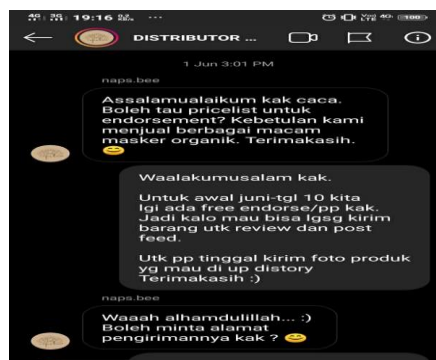 19:16
DISTRIBUTOR ...
1 Jun 3:01 PM
naps.bee
Assalamualaikum kak caca.
Boleh tau pricelist untuk
endorsement? Kebetulan kami
menjual berbagai macam
masker organik. Terimakasih.
Waalakumusalam kak.
Untuk awal juni-tgl 10 kita
lgi ada free endorse/pp kak.
Jadi kalo mau bisa lgsg kirim
barang utk review dan post
feed.
Utk pp tinggal kirim foto produk
yg mau di up distory
Terimakasih :)
naps.bee
Waaah alhamdulillah... :)
Boleh minta alamat
pengirimannya kak ?